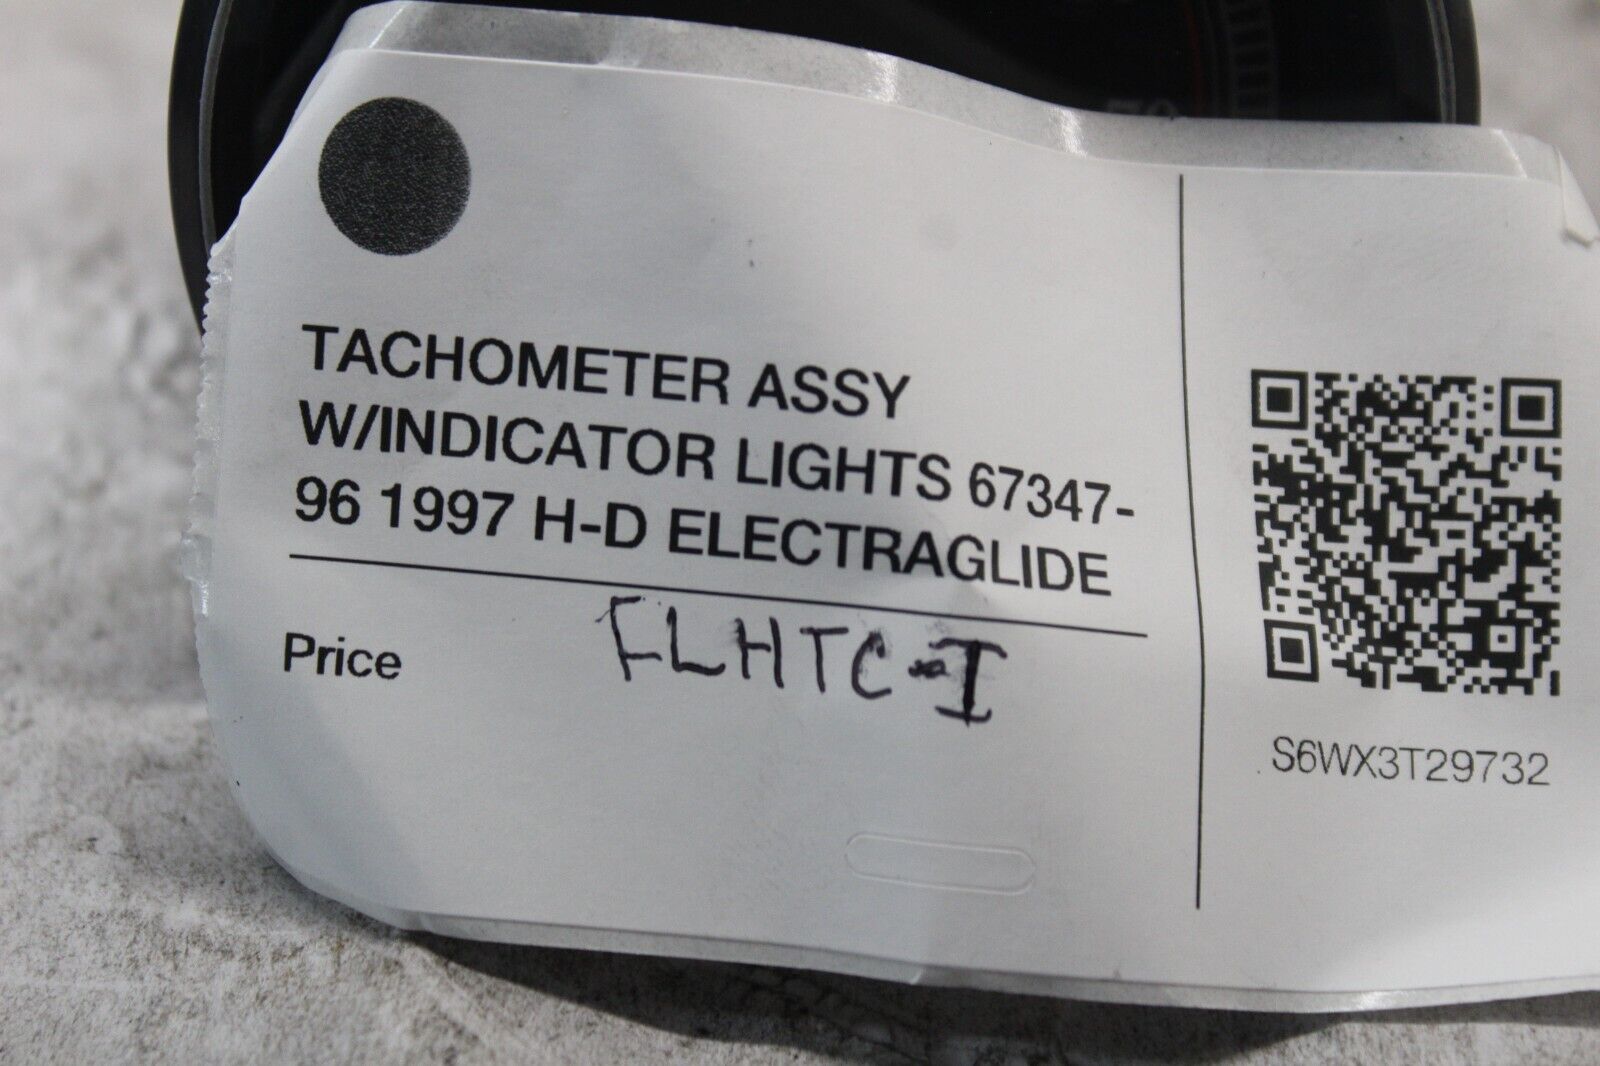 TACHOMETER ASSY
W/INDICATOR LIGHTS 67347-
96 1997 H-D ELECTRAGLIDE
Price
FLHTC-I
S6WX3T29732